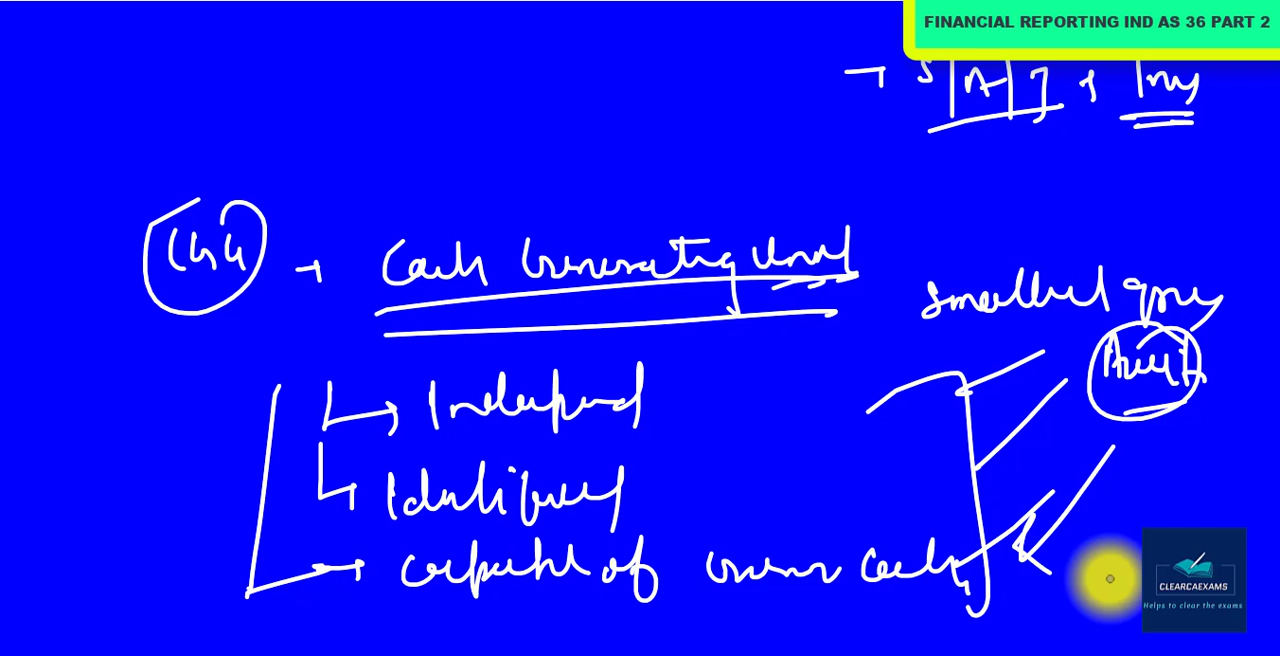 FINANCIAL REPORTING IND AS 36 PART 2
CGU → Cash Generating Unit
Smallest group
Assets
→ Independ
→ Identified
→ capable of Cash
CLEARCAEXAMS
Helps to clear the exams